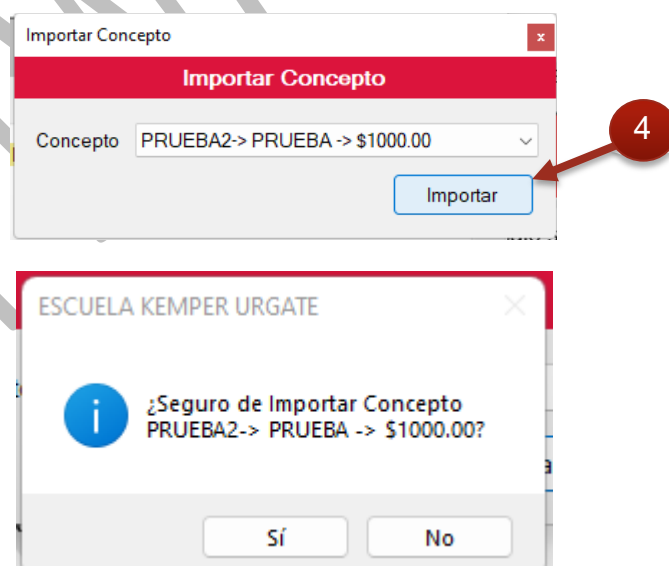 Importar Concepto
x
Importar Concepto
Concepto PRUEBA2-> PRUEBA -> $1000.00
4
Importar
ESCUELA KEMPER URGATE
¿Seguro de Importar Concepto
PRUEBA2-> PRUEBA -> $1000.00?
Sí No